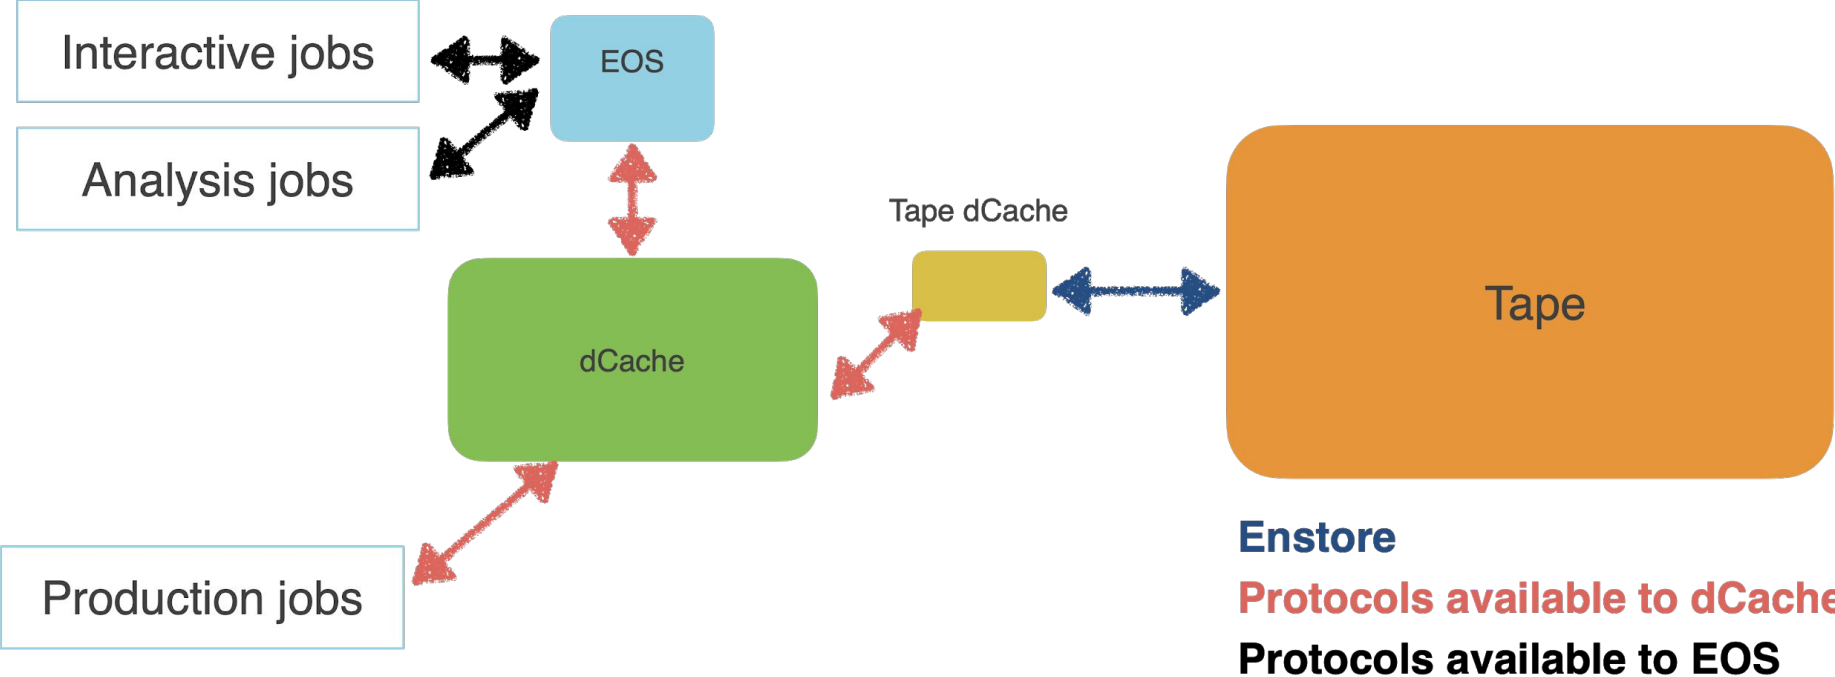 Interactive jobs
EOS
Analysis jobs
Tape dCache
Tape
dCache
Production jobs
Enstore
Protocols available to dCache
Protocols available to EOS